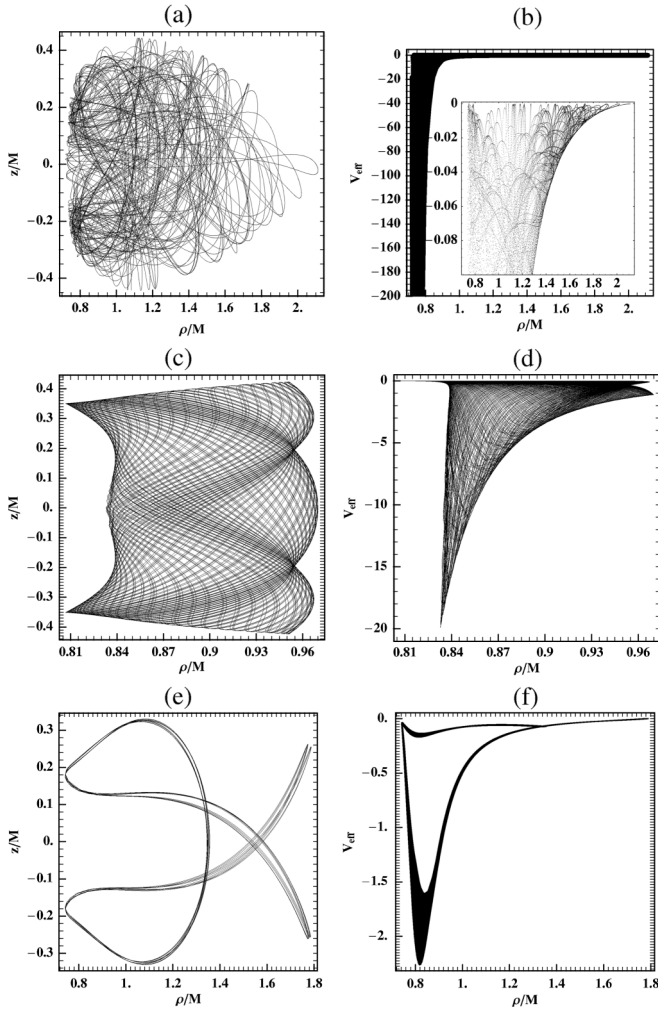 (a)
0.4
0.2
0.
−0.2
−0.4
z/M
0.8 1. 1.2 1.4 1.6 1.8 2.
ρ/M
(b)
0
−20
−40
−60
−80
−100
−120
−140
−160
−180
−200
Veff
0
−0.02
−0.04
−0.06
−0.08
0.8 1. 1.2 1.4 1.6 1.8 2.
0.8 1.2 1.4 1.6 1.8 2.
ρ/M
(c)
0.4
0.3
0.2
0.1
0.
−0.1
−0.2
−0.3
−0.4
z/M
0.81 0.84 0.87 0.9 0.93 0.96
ρ/M
(d)
0
−5
−10
−15
−20
Veff
0.81 0.84 0.87 0.9 0.93 0.96
ρ/M
(e)
0.3
0.2
0.1
0.
−0.1
−0.2
−0.3
z/M
0.8 1. 1.2 1.4 1.6 1.8
ρ/M
(f)
0.
−0.5
−1.
−1.5
−2.
Veff
0.8 1.0 1.2 1.4 1.6 1.8
ρ/M